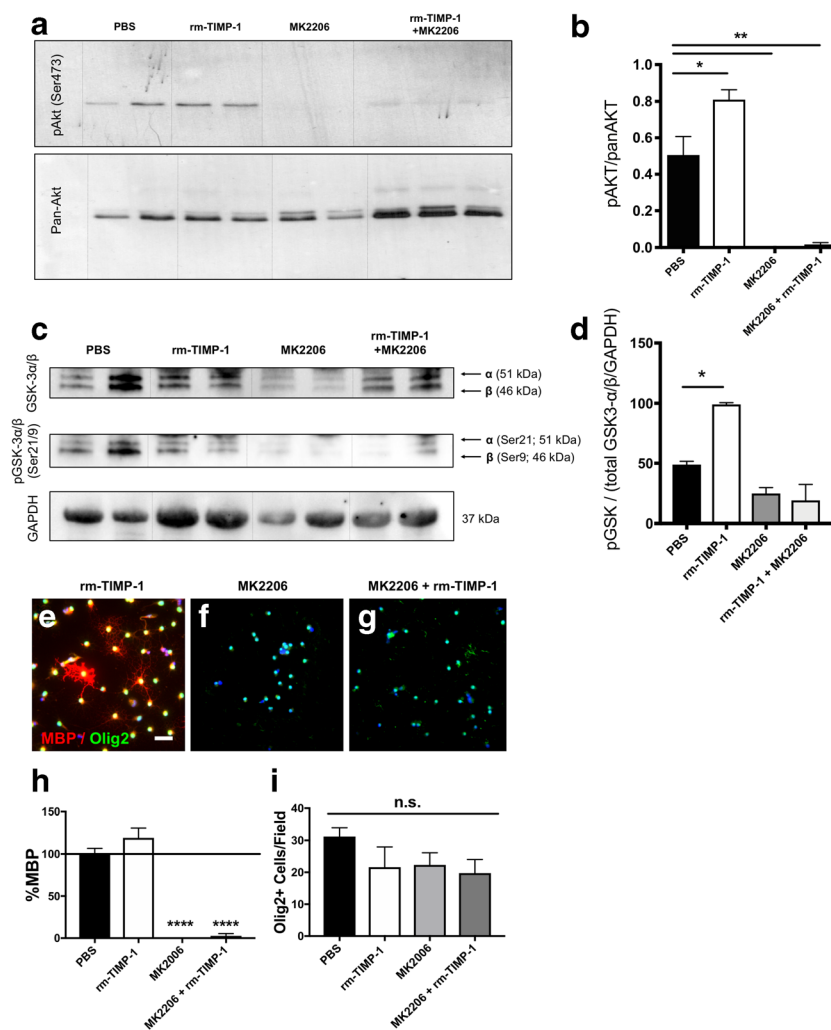 a
PBS
rm-TIMP-1
MK2206
rm-TIMP-1
+MK2206
pAkt (Ser473)
Pan-Akt
b
**
*
1.0
0.8
0.6
0.4
0.2
0.0
pAKT/panAKT
PBS
rm-TIMP-1
MK2206
MK2206 + rm-TIMP-1
c
PBS
rm-TIMP-1
MK2206
rm-TIMP-1
+MK2206
GSK-3α/β
α (51 kDa)
β (46 kDa)
pGSK-3α/β
(Ser21/9)
α (Ser21; 51 kDa)
β (Ser9; 46 kDa)
GAPDH
37 kDa
d
150
100
50
0
*
pGSK / (total GSK3-α/β/GAPDH)
PBS
rm-TIMP-1
MK2206
rm-TIMP-1 + MK2206
rm-TIMP-1
MK2206
MK2206 + rm-TIMP-1
e
f
g
MBP / Olig2
h
150
100
50
0
%MBP
****
****
PBS
rm-TIMP-1
MK2006
MK2206 + rm-TIMP-1
i
n.s.
40
30
20
10
0
Olig2+ Cells/Field
PBS
rm-TIMP-1
MK2006
MK2206 + rm-TIMP-1